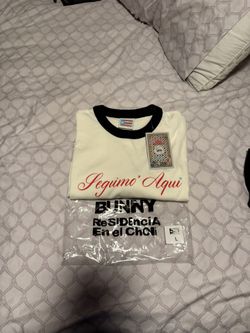 Seguimo' Aquí
BUNNY
RESiDENciA
En el Choli
L